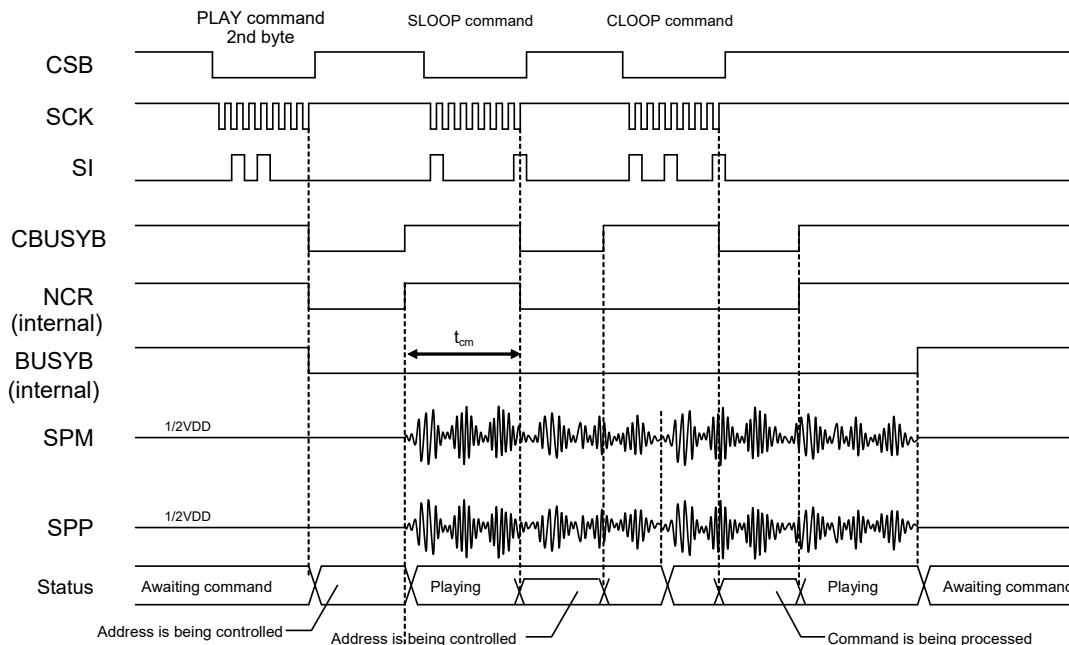 PLAY command
2nd byte
SLOOP command
CLOOP command
CSB
SCK
SI
CBUSYB
NCR
(internal)
tcm
BUSYB
(internal)
1/2VDD
SPM
1/2VDD
SPP
Status
Awaiting command
Playing
Playing
Awaiting command
Address is being controlled
Address is being controlled
Command is being processed